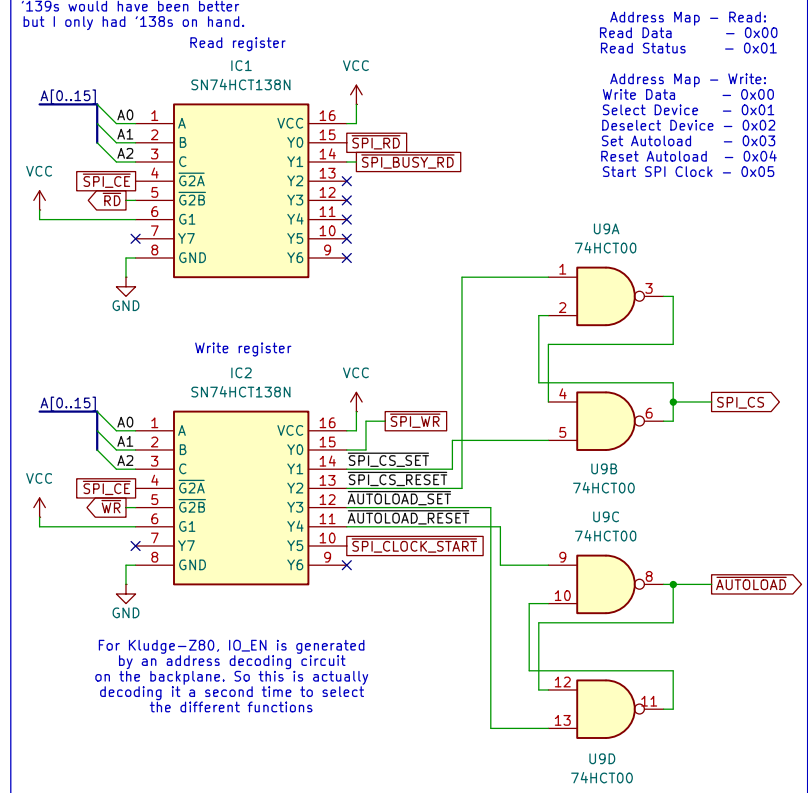 '139s would have been better
but I only had '138s on hand.
Address Map - Read:
Read Data - 0x00
Read Status - 0x01
Address Map - Write:
Write Data - 0x00
Select Device - 0x01
Deselect Device - 0x02
Set Autoload - 0x03
Reset Autoload - 0x04
Start SPI Clock - 0x05
Read register
IC1
SN74HCT138N
VCC
A[0..15]
A0 1 A VCC 16
A1 2 B Y0 15 SPI_RD
A2 3 C Y1 14 SPI_BUSY_RD
VCC
SPI_CE 4 G2A Y2 13
RD 5 G2B Y3 12
6 G1 Y4 11
7 Y7 Y5 10
8 GND Y6 9
GND
U9A
74HCT00
1
2
3
4
5
6
SPI_CS
U9B
74HCT00
Write register
IC2
SN74HCT138N
VCC
A[0..15]
A0 1 A VCC 16
A1 2 B Y0 15 SPI_WR
A2 3 C Y1 14 SPI_CS_SET
VCC
SPI_CE 4 G2A Y2 13 SPI_CS_RESET
WR 5 G2B Y3 12 AUTOLOAD_SET
6 G1 Y4 11 AUTOLOAD_RESET
7 Y7 Y5 10 SPI_CLOCK_START
8 GND Y6 9
GND
U9C
74HCT00
9
10
8
AUTOLOAD
12
13
11
U9D
74HCT00
For Kludge-Z80, IO_EN is generated
by an address decoding circuit
on the backplane. So this is actually
decoding it a second time to select
the different functions